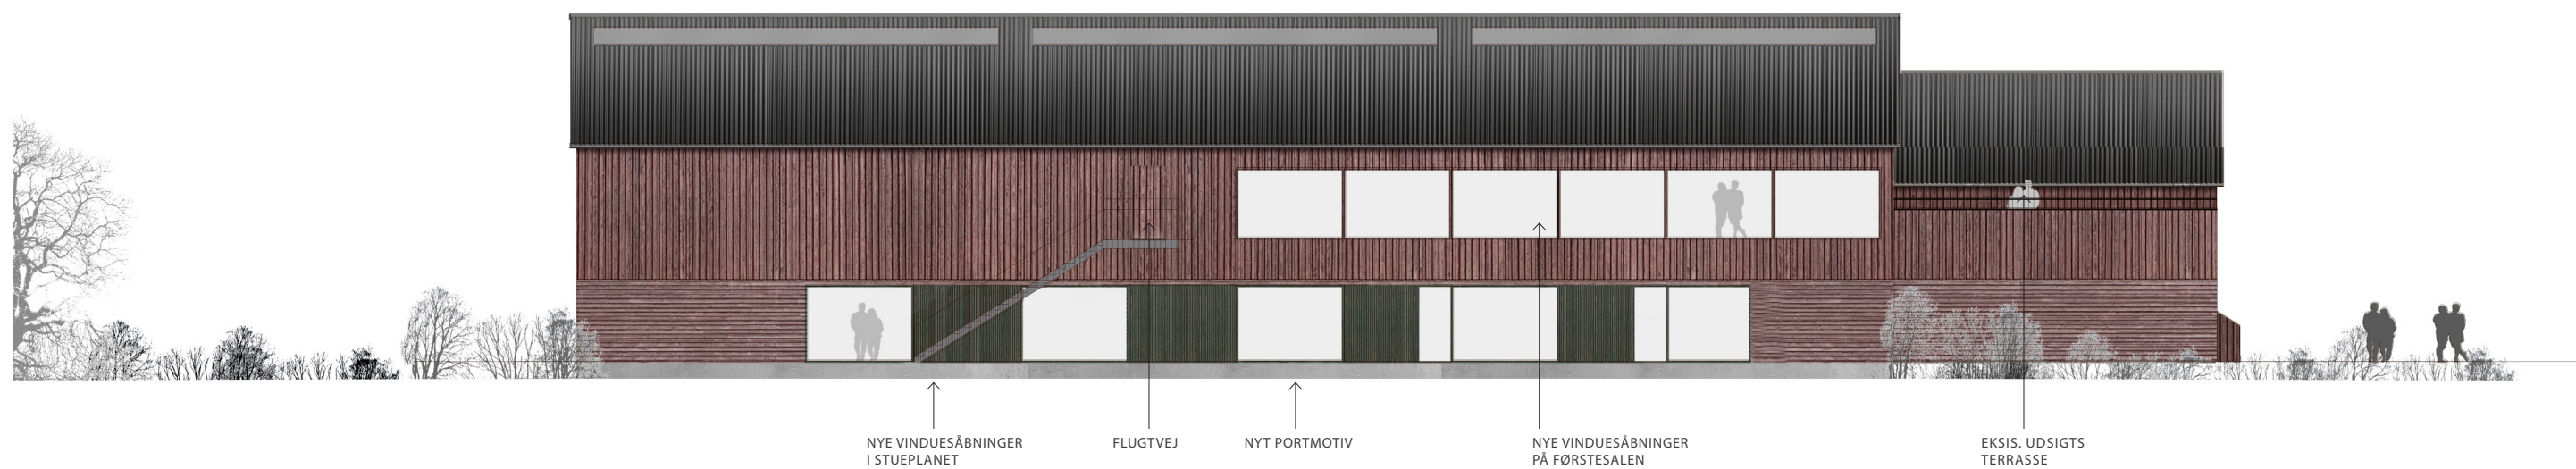 NYE VINDUESÅBNINGER
I STUEPLANET
FLUGTVEJ
NYT PORTMOTIV
NYE VINDUESÅBNINGER
PÅ FØRSTESALEN
EKSIS. UDSIGTS
TERRASSE